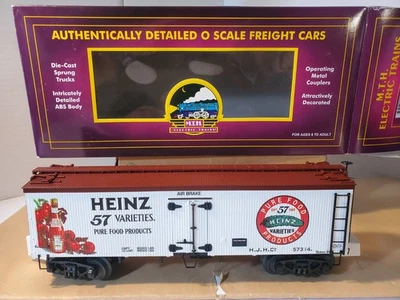 AUTHENTICALLY DETAILED O SCALE FREIGHT CARS
Die-Cast
Sprung
Trucks
Intricately
Detailed
ABS Body
Operating
Metal
Couplers
Attractively
Decorated
M.T.H.
ELECTRIC TRAINS
FOR AGES 8 TO ADULT
M.T.H.
ELECTRIC TRAINS
AIR BRAKE
HEINZ
57 VARIETIES.
PURE FOOD PRODUCTS
PURE FOOD
57
HEINZ
VARIETIES
PRODUCTS
H.J.H.Co
57314.